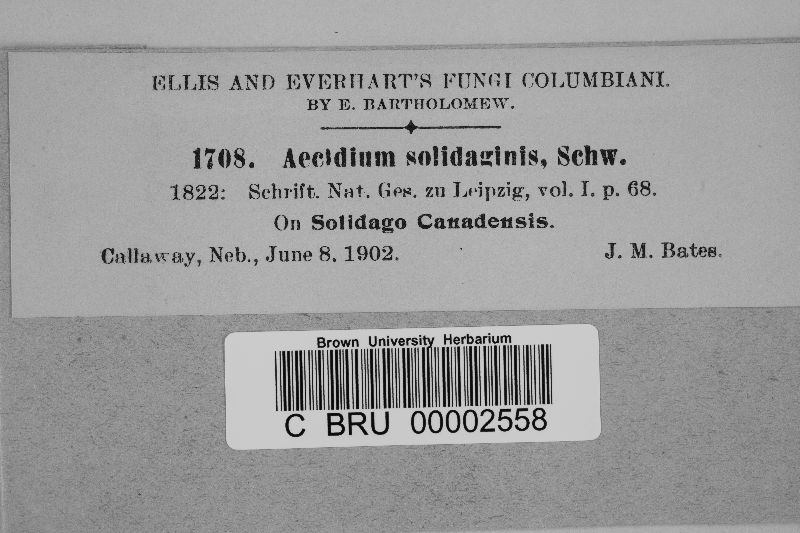 ELLIS AND EVERHART'S FUNGI COLUMBIANI.
BY E. BARTHOLOMEW.
1708. Aecidium solidaginis, Schw.
1822: Schrift. Nat. Ges. zu Leipzig, vol. I. p. 68.
On Solidago Canadensis.
Callaway, Neb., June 8, 1902. J. M. Bates.
Brown University Herbarium
C BRU 00002558